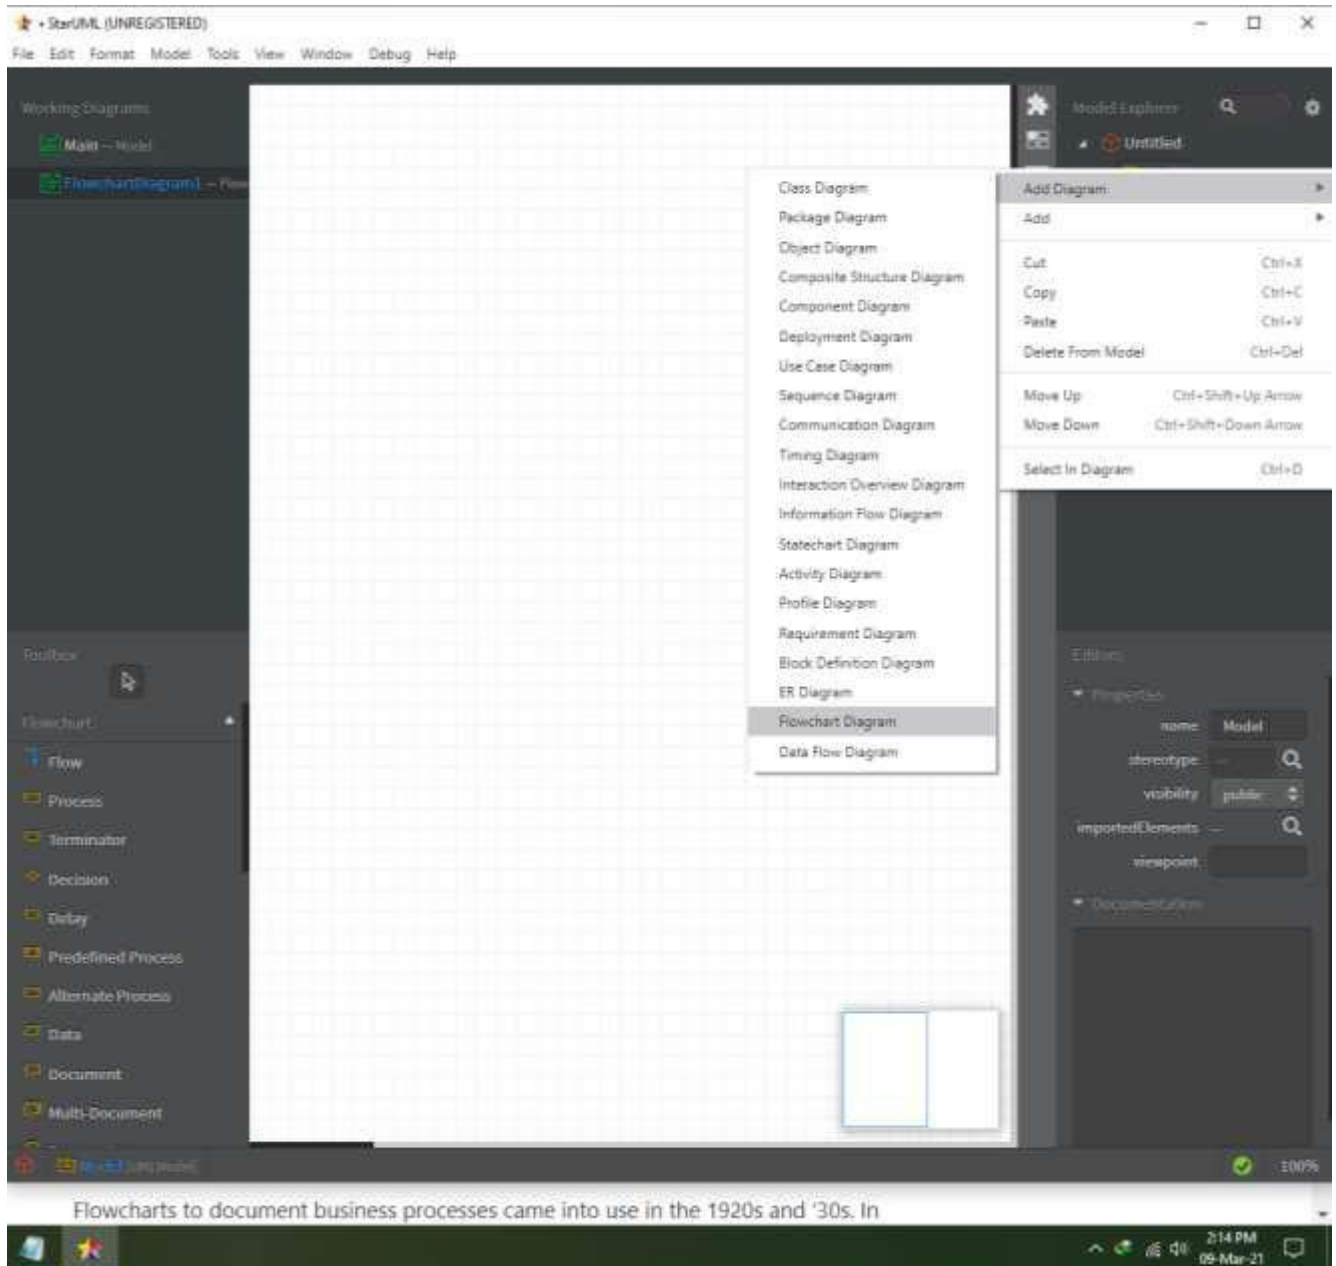 + StarUML (UNREGISTERED)
File Edit Format Model Tools View Window Debug Help
Working Diagrams
Main — Model
FlowchartDiagram1 — Flow
Toolbox
Flowchart
Flow
Process
Terminator
Decision
Delay
Predefined Process
Alternate Process
Data
Document
Multi-Document
Class Diagram
Package Diagram
Object Diagram
Composite Structure Diagram
Component Diagram
Deployment Diagram
Use Case Diagram
Sequence Diagram
Communication Diagram
Timing Diagram
Interaction Overview Diagram
Information Flow Diagram
Statechart Diagram
Activity Diagram
Profile Diagram
Requirement Diagram
Block Definition Diagram
ER Diagram
Flowchart Diagram
Data Flow Diagram
Model Explorer
Untitled
Add Diagram
Add
Cut Ctrl+X
Copy Ctrl+C
Paste Ctrl+V
Delete From Model Ctrl+Del
Move Up Ctrl+Shift+Up Arrow
Move Down Ctrl+Shift+Down Arrow
Select In Diagram Ctrl+D
Editors
Properties
name Model
stereotype —
visibility public
importedElements —
viewpoint
Documentation
Model [UMLModel]
100%
Flowcharts to document business processes came into use in the 1920s and '30s. In
2:14 PM
09-Mar-21